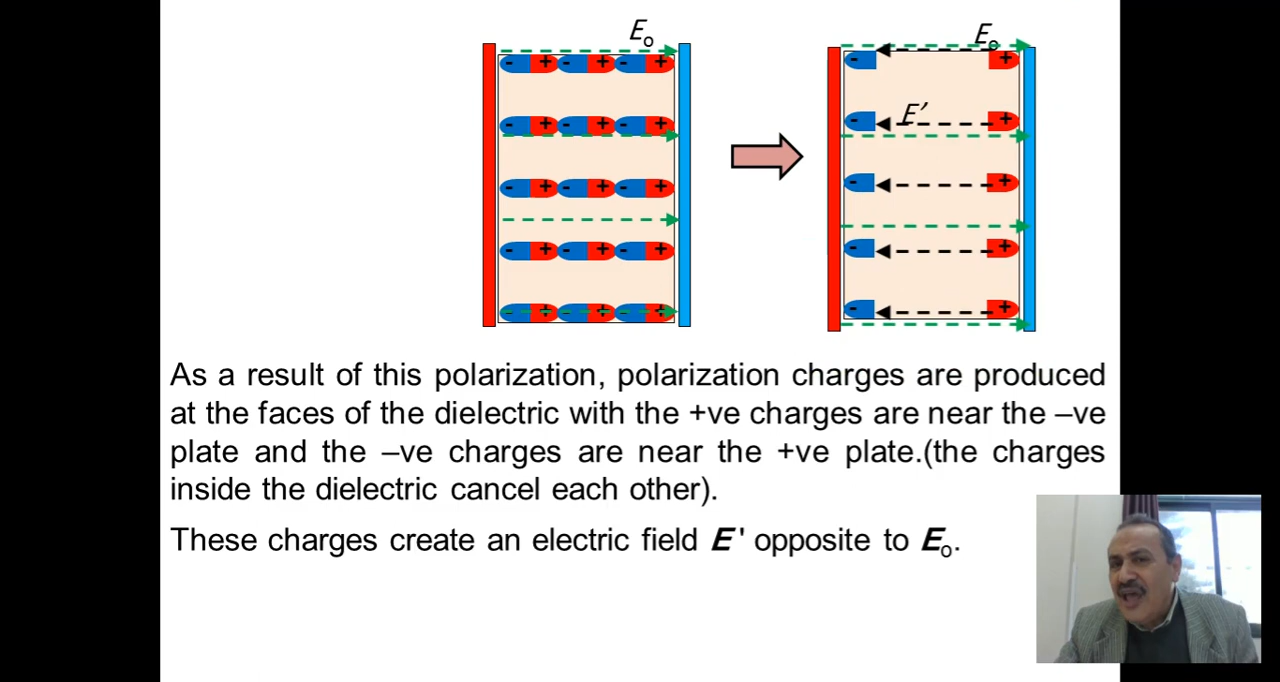 Eo Eo
- + - + - + - +
- + - + - + E' - +
- + - + - + - +
- + - + - + - +
- + - + - + - +
As a result of this polarization, polarization charges are produced
at the faces of the dielectric with the +ve charges are near the –ve
plate and the –ve charges are near the +ve plate.(the charges
inside the dielectric cancel each other).
These charges create an electric field E' opposite to Eo.